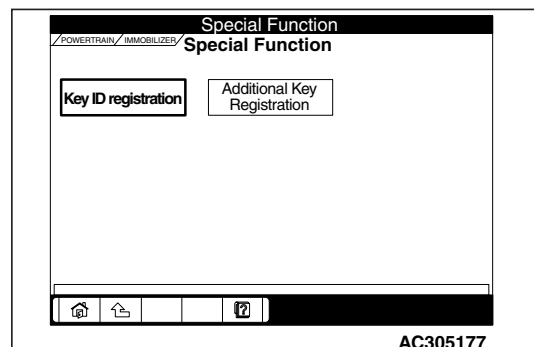 Special Function
POWERTRAIN/ IMMOBILIZER/ Special Function
Key ID registration
Additional Key
Registration
?
AC305177